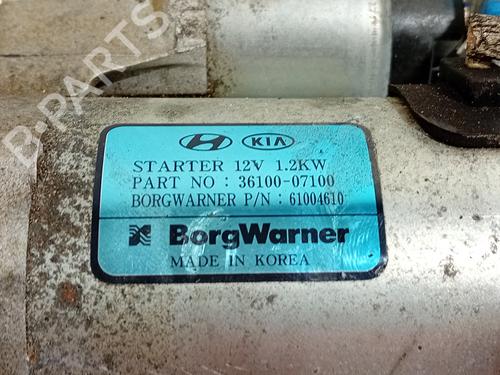 B-PARTS
KIA
STARTER 12V 1.2KW
PART NO : 36100-07100
BORGWARNER P/N : 61004610
BorgWarner
MADE IN KOREA